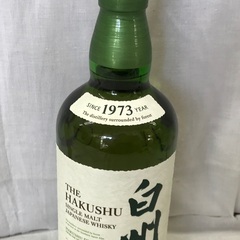 SINCE 1973 YEAR
The distillery surrounded by forest
THE
HAKUSHU
SINGLE MALT
JAPANESE WHISKY
白州